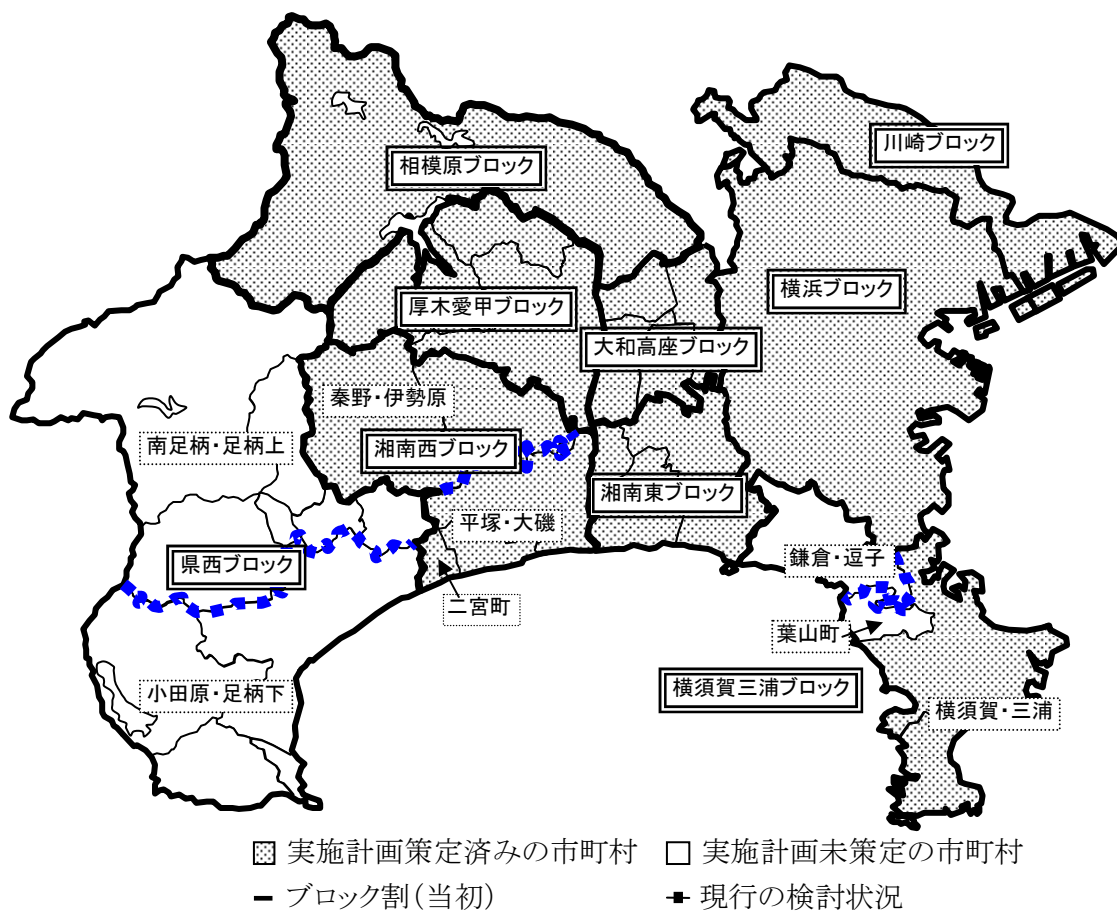 川崎ブロック
相模原ブロック
横浜ブロック
厚木愛甲ブロック
大和高座ブロック
秦野・伊勢原
南足柄・足柄上
湘南西ブロック
湘南東ブロック
平塚・大磯
鎌倉・逗子
県西ブロック
二宮町
葉山町
小田原・足柄下
横須賀三浦ブロック
横須賀・三浦
実施計画策定済みの市町村
実施計画未策定の市町村
ブロック割(当初)
現行の検討状況